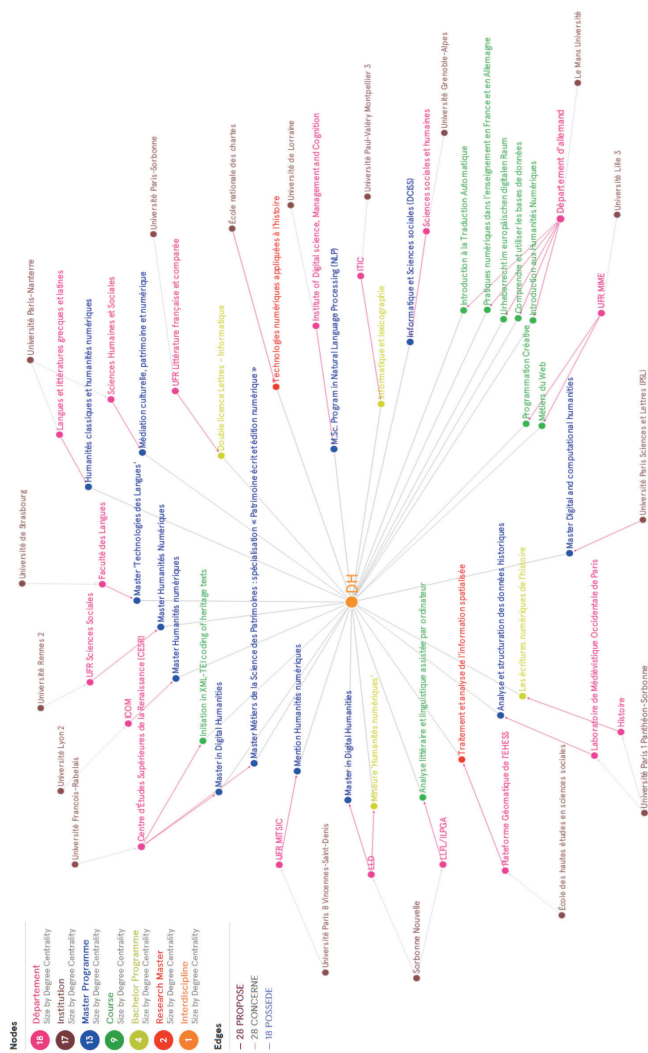 Nodes
18 Département
Size by Degree Centrality
17 Institution
Size by Degree Centrality
13 Master Programme
Size by Degree Centrality
9 Course
Size by Degree Centrality
4 Bachelor Programme
Size by Degree Centrality
2 Research Master
Size by Degree Centrality
1 Interdiscipline
Size by Degree Centrality
Edges
28 PROPOSE
28 CONCERNE
18 POSSEDE
Université de Strasbourg
Université Paris-Nanterre
Université Rennes 2
Université Lyon 2
Université Francois-Rabelais
Faculté des Langues
UFR Sciences Sociales
ICOM
Centre d'Études Supérieures de la Renaissance (CESR)
Langues et littératures grecques et latines
Sciences Humaines et Sociales
Humanités classiques et humanités numériques
Médiation culturelle, patrimoine et numérique
Université Paris-Sorbonne
UFR Littérature française et comparée
Double licence Lettres - Informatique
École nationale des chartes
Technologies numériques appliquées à l'histoire
Université de Lorraine
Institute of Digital science, Management and Cognition
M.Sc. Program in Natural Language Processing (NLP)
Université Paul-Valéry Montpellier 3
ITIC
Informatique et lexicographie
Université Grenoble-Alpes
Sciences sociales et humaines
Informatique et Sciences sociales (DCISS)
Master 'Technologies des Langues'
Master Humanités Numériques
Master Humanités numériques
Initiation in XML-TEI coding of heritage texts
Master in Digital Humanities
Master Métiers de la Science des Patrimoines : spécialisation « Patrimoine écrit et édition numérique »
Mention Humanités numériques
UFR MITSIC
Université Paris 8 Vincennes-Saint-Denis
DH
Master in Digital Humanities
Mineure 'Humanités numériques'
LLD
Sorbonne Nouvelle
LLFL/ILPGA
Analyse littéraire et linguistique assistée par ordinateur
Traitement et analyse de l'information spatialisée
Plateforme Géomatique de l'EHESS
École des hautes études en sciences sociales
Analyse et structuration des données historiques
Les écritures numériques de l'histoire
Laboratoire de Médiévistique Occidentale de Paris
Histoire
Université Paris 1 Panthéon-Sorbonne
Introduction à la Traduction Automatique
Pratiques numériques dans l'enseignement en France et en Allemagne
Urheberrecht im europäischen digitalen Raum
Comprendre et utiliser les bases de données
Introduction aux Humanités Numériques
Département d'allemand
Le Mans Université
Programmation Créative
Métiers du Web
UFR MIME
Université Lille 3
Master Digital and computational humanities
Université Paris Sciences et Lettres (PSL)